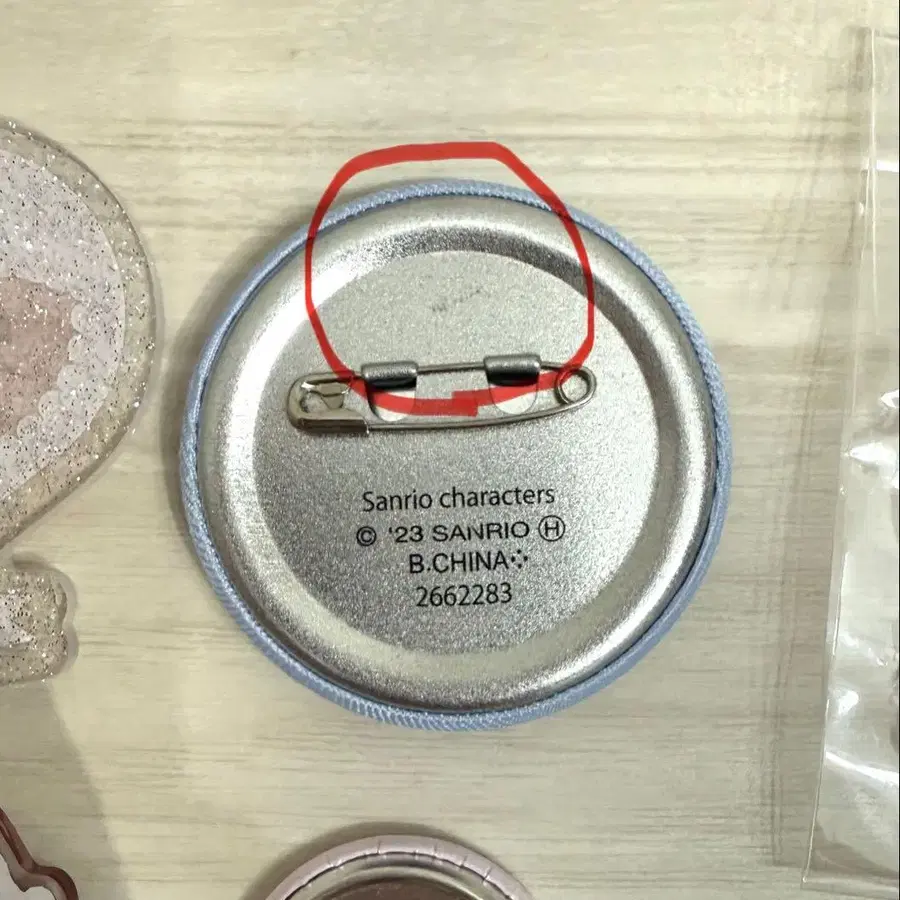 Sanrio characters
© '23 SANRIO Ⓗ
B.CHINA⁘
2662283